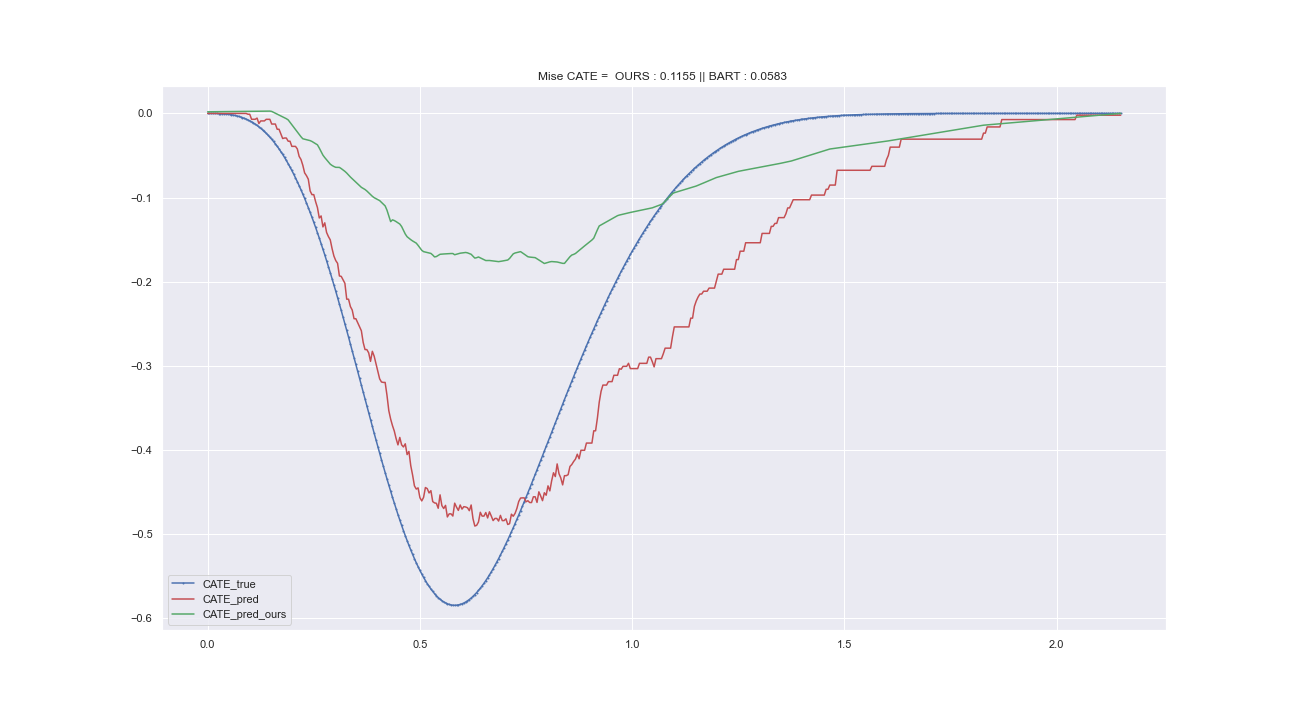 Mise CATE =  OURS : 0.1155 || BART : 0.0583
0.0
−0.1
−0.2
−0.3
−0.4
−0.5
−0.6
CATE_true
CATE_pred
CATE_pred_ours
0.0 0.5 1.0 1.5 2.0